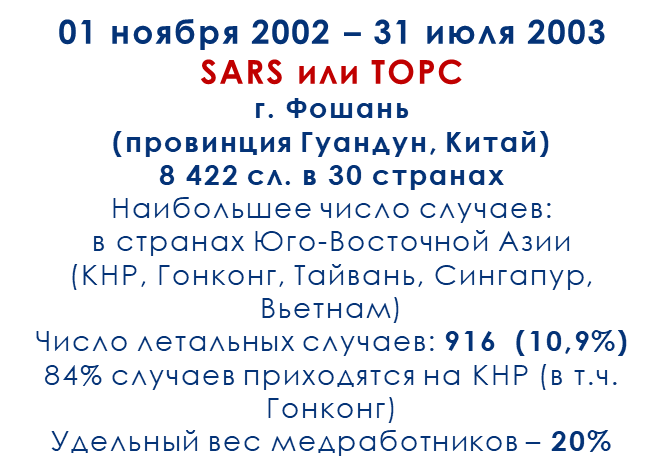 01 ноября 2002 – 31 июля 2003
SARS или ТОРС
г. Фошань
(провинция Гуандун, Китай)
8 422 сл. в 30 странах
Наибольшее число случаев:
в странах Юго-Восточной Азии
(КНР, Гонконг, Тайвань, Сингапур,
Вьетнам)
Число летальных случаев: 916 (10,9%)
84% случаев приходятся на КНР (в т.ч.
Гонконг)
Удельный вес медработников – 20%